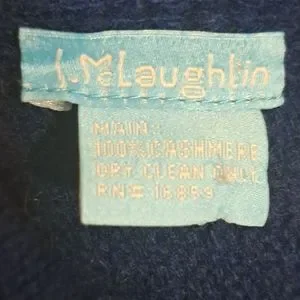 J.McLaughlin
MAIN:
100% CASHMERE
DRY CLEAN ONLY
RN# 16859